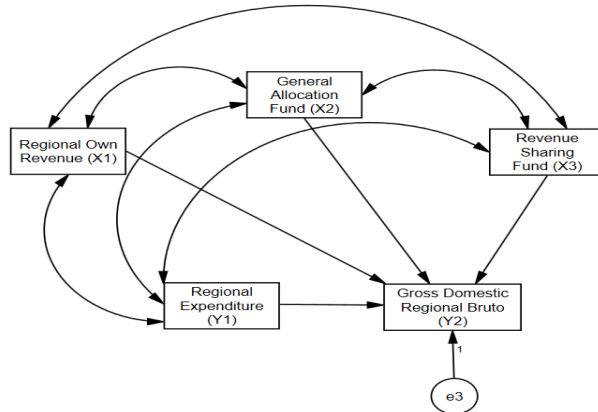 General
Allocation
Fund (X2)
Regional Own
Revenue (X1)
Revenue
Sharing
Fund (X3)
Regional
Expenditure
(Y1)
Gross Domestic
Regional Bruto
(Y2)
1
e3